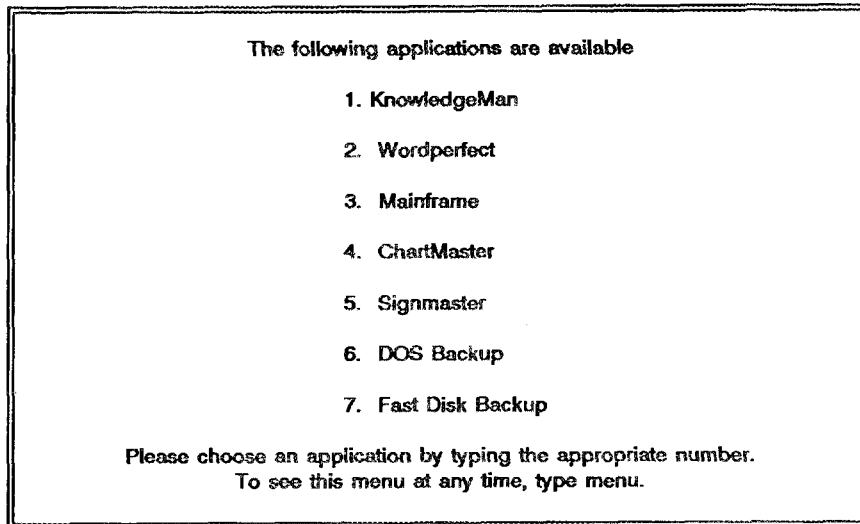 The following applications are available
1. KnowledgeMan
2. Wordperfect
3. Mainframe
4. ChartMaster
5. Signmaster
6. DOS Backup
7. Fast Disk Backup
Please choose an application by typing the appropriate number.
To see this menu at any time, type menu.